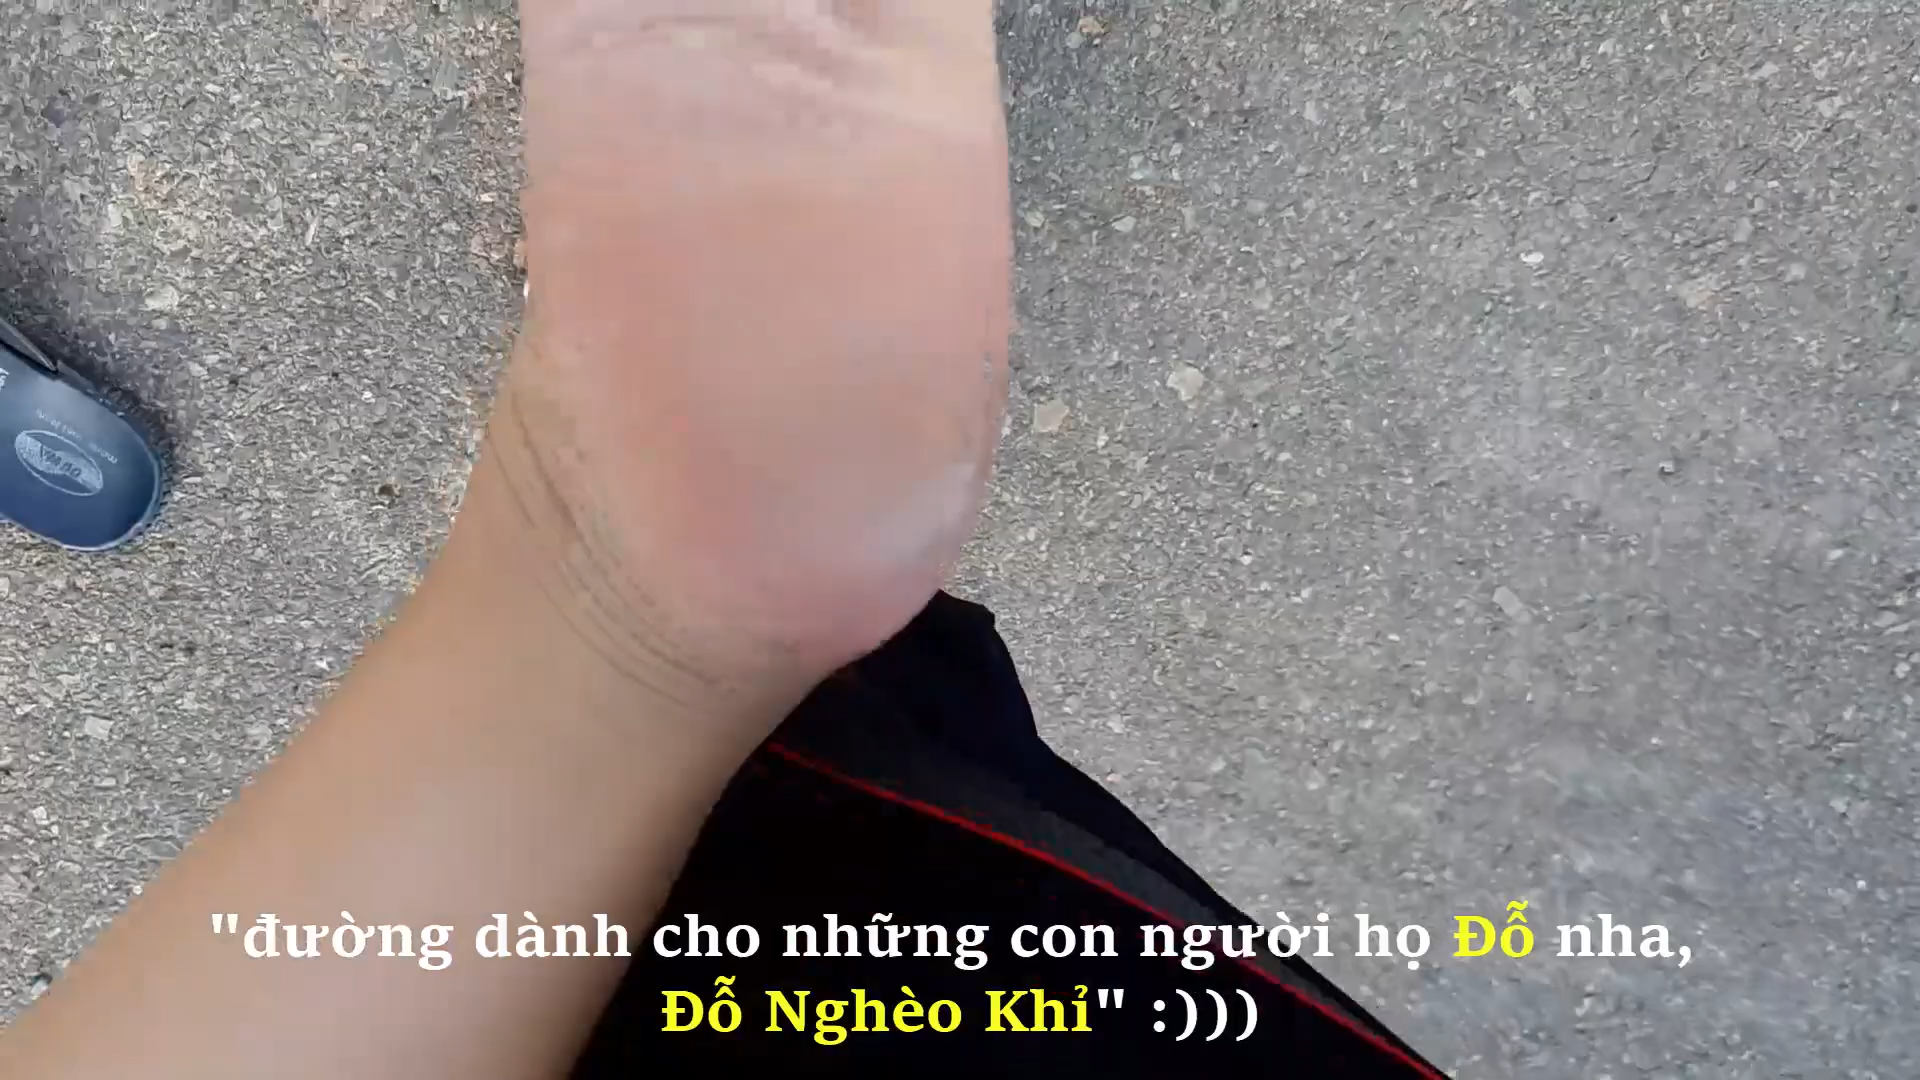 "đường dành cho những con người họ Đỗ nha,
Đỗ Nghèo Khỉ" :)))